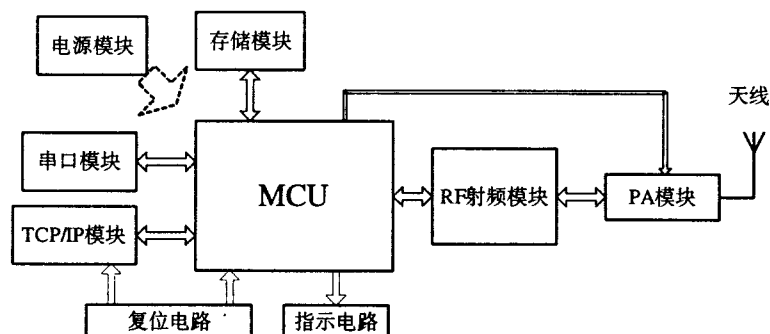 电源模块
存储模块
天线
串口模块
MCU
RF射频模块
PA模块
TCP/IP模块
复位电路
指示电路